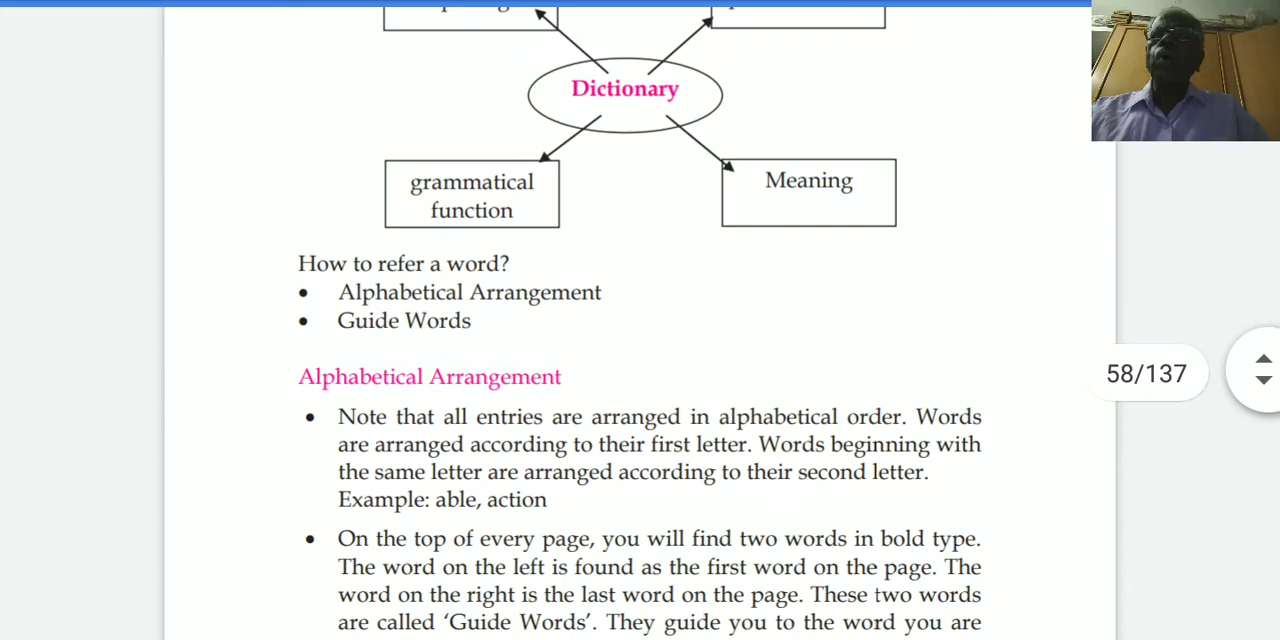 Dictionary
grammatical
function
Meaning
How to refer a word?
• Alphabetical Arrangement
• Guide Words
58/137
Alphabetical Arrangement
• Note that all entries are arranged in alphabetical order. Words
are arranged according to their first letter. Words beginning with
the same letter are arranged according to their second letter.
Example: able, action
• On the top of every page, you will find two words in bold type.
The word on the left is found as the first word on the page. The
word on the right is the last word on the page. These two words
are called ‘Guide Words’. They guide you to the word you are